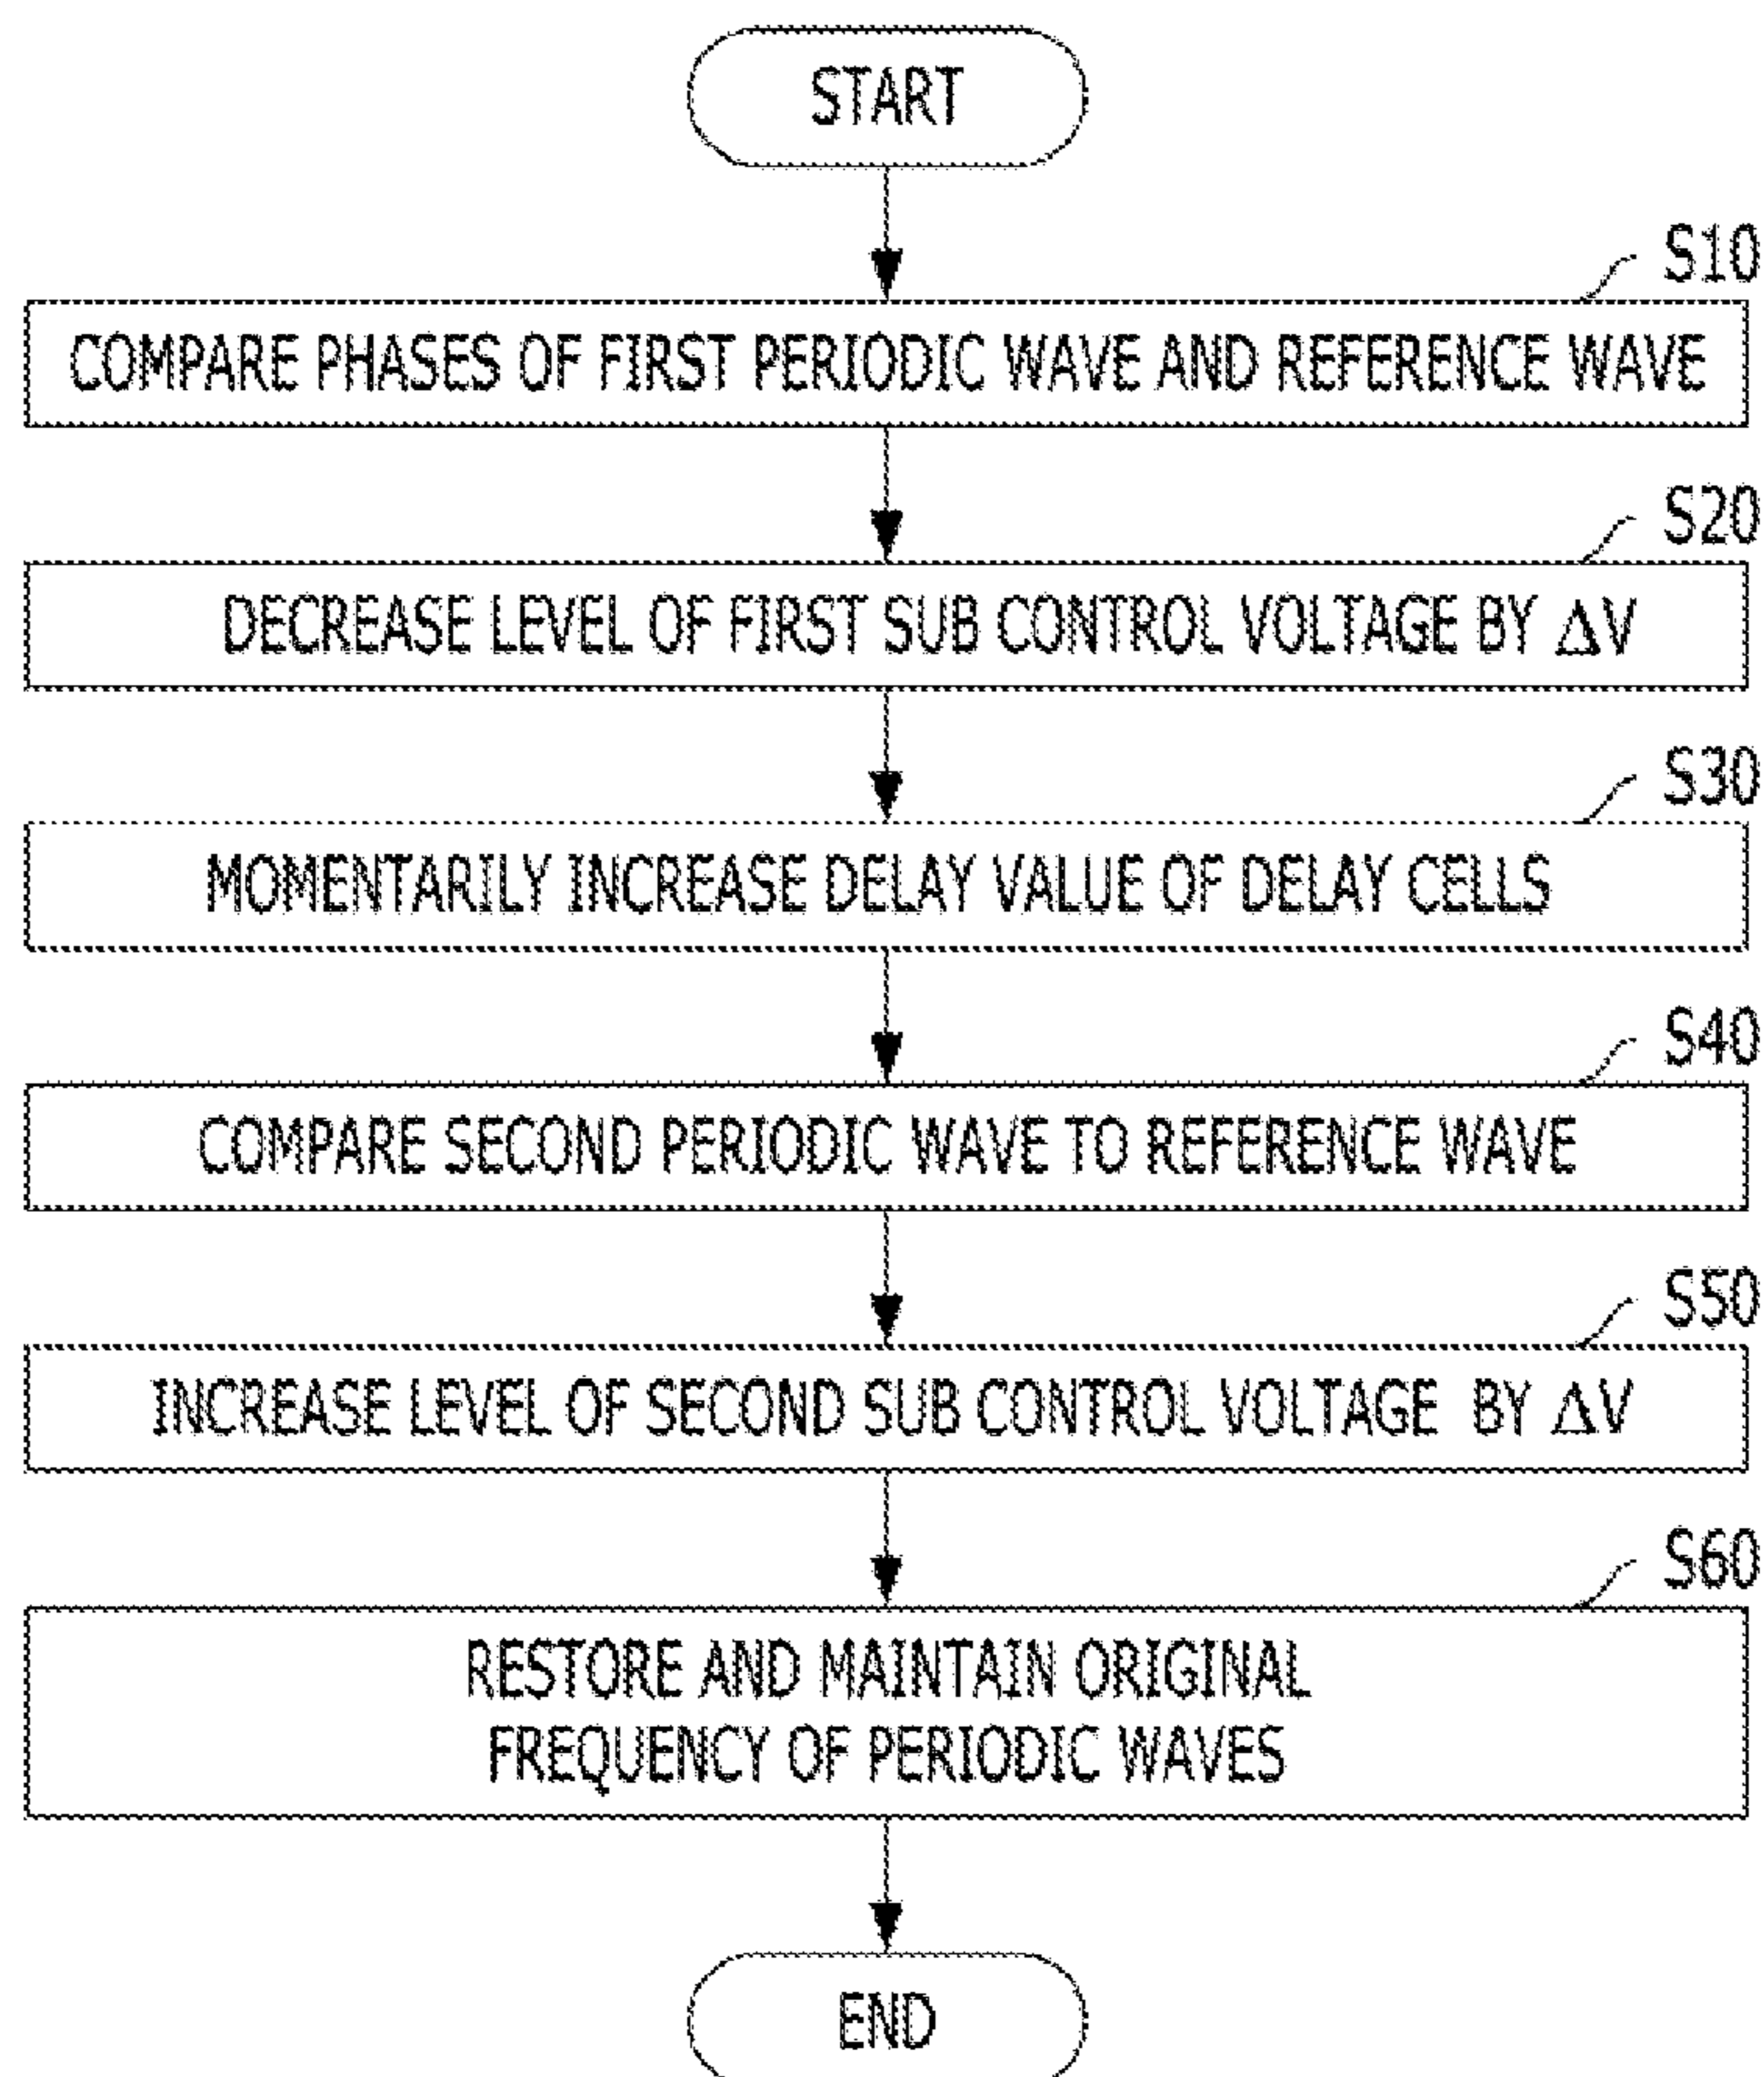 START
S10
COMPARE PHASES OF FIRST PERIODIC WAVE AND REFERENCE WAVE
S20
DECREASE LEVEL OF FIRST SUB CONTROL VOLTAGE BY ΔV
S30
MOMENTARILY INCREASE DELAY VALUE OF DELAY CELLS
S40
COMPARE SECOND PERIODIC WAVE TO REFERENCE WAVE
S50
INCREASE LEVEL OF SECOND SUB CONTROL VOLTAGE BY ΔV
S60
RESTORE AND MAINTAIN ORIGINAL
FREQUENCY OF PERIODIC WAVES
END